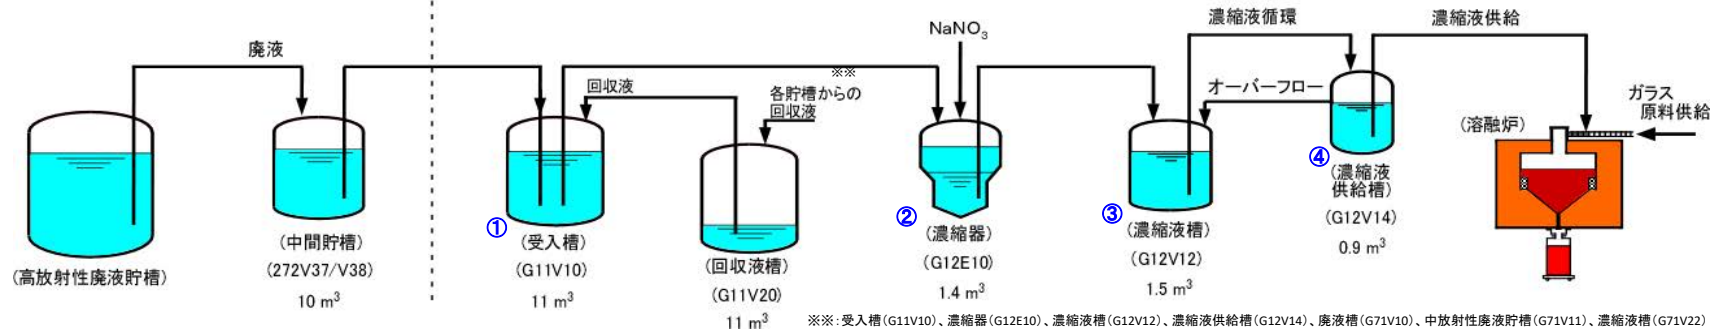 廃液
(高放射性廃液貯槽)
(中間貯槽)
(272V37/V38)
10 m³
①
(受入槽)
(G11V10)
11 m³
回収液
各貯槽からの
回収液
(回収液槽)
(G11V20)
11 m³
※※
NaNO₃
②
(濃縮器)
(G12E10)
1.4 m³
③
(濃縮液槽)
(G12V12)
1.5 m³
濃縮液循環
オーバーフロー
④
(濃縮液
供給槽)
(G12V14)
0.9 m³
濃縮液供給
(溶融炉)
ガラス
原料供給
※※:受入槽(G11V10)、濃縮器(G12E10)、濃縮液槽(G12V12)、濃縮液供給槽(G12V14)、廃液槽(G71V10)、中放射性廃液貯槽(G71V11)、濃縮液槽(G71V22)